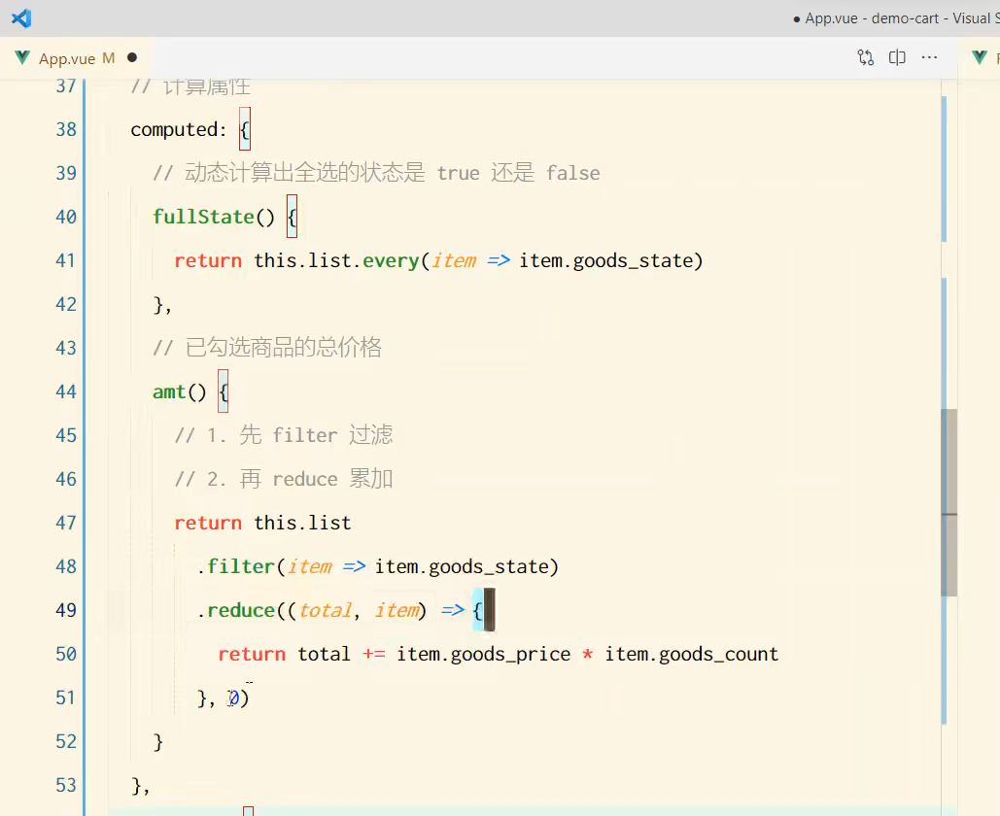 ● App.vue - demo-cart - Visual
App.vue M ●
37 // 计算属性
38 computed: {
39 // 动态计算出全选的状态是 true 还是 false
40 fullState() {
41 return this.list.every(item => item.goods_state)
42 },
43 // 已勾选商品的总价格
44 amt() {
45 // 1. 先 filter 过滤
46 // 2. 再 reduce 累加
47 return this.list
48 .filter(item => item.goods_state)
49 .reduce((total, item) => {
50 return total += item.goods_price * item.goods_count
51 }, 0)
52 }
53 },